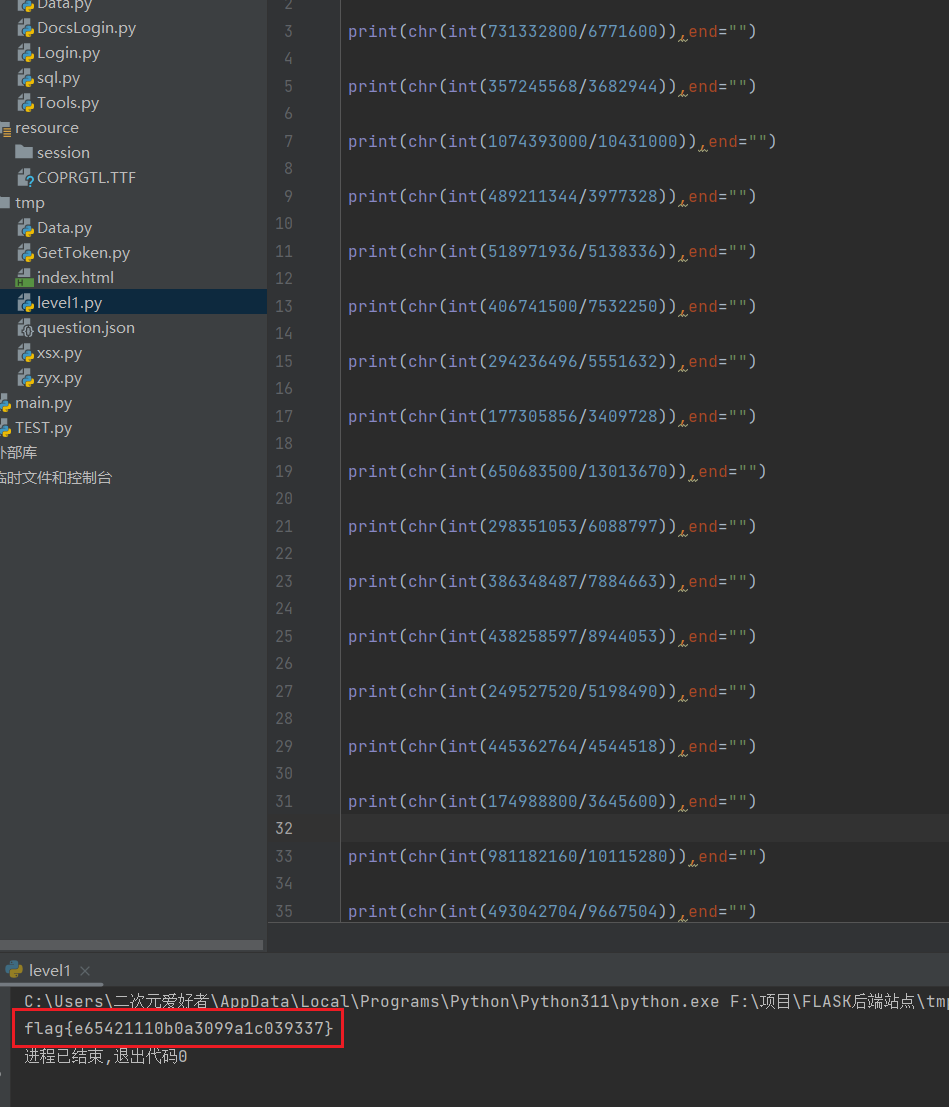 Data.py
DocsLogin.py
Login.py
sql.py
Tools.py
resource
session
COPRGTL.TTF
tmp
Data.py
GetToken.py
index.html
level1.py
question.json
xsx.py
zyx.py
main.py
TEST.py
外部库
临时文件和控制台
2
3 print(chr(int(731332800/6771600)),end="")
4
5 print(chr(int(357245568/3682944)),end="")
6
7 print(chr(int(1074393000/10431000)),end="")
8
9 print(chr(int(489211344/3977328)),end="")
10
11 print(chr(int(518971936/5138336)),end="")
12
13 print(chr(int(406741500/7532250)),end="")
14
15 print(chr(int(294236496/5551632)),end="")
16
17 print(chr(int(177305856/3409728)),end="")
18
19 print(chr(int(650683500/13013670)),end="")
20
21 print(chr(int(298351053/6088797)),end="")
22
23 print(chr(int(386348487/7884663)),end="")
24
25 print(chr(int(438258597/8944053)),end="")
26
27 print(chr(int(249527520/5198490)),end="")
28
29 print(chr(int(445362764/4544518)),end="")
30
31 print(chr(int(174988800/3645600)),end="")
32
33 print(chr(int(981182160/10115280)),end="")
34
35 print(chr(int(493042704/9667504)),end="")
level1 ×
C:\Users\二次元爱好者\AppData\Local\Programs\Python\Python311\python.exe F:\项目\FLASK后端站点\tmp
flag{e65421110b0a3099a1c039337}
进程已结束,退出代码0